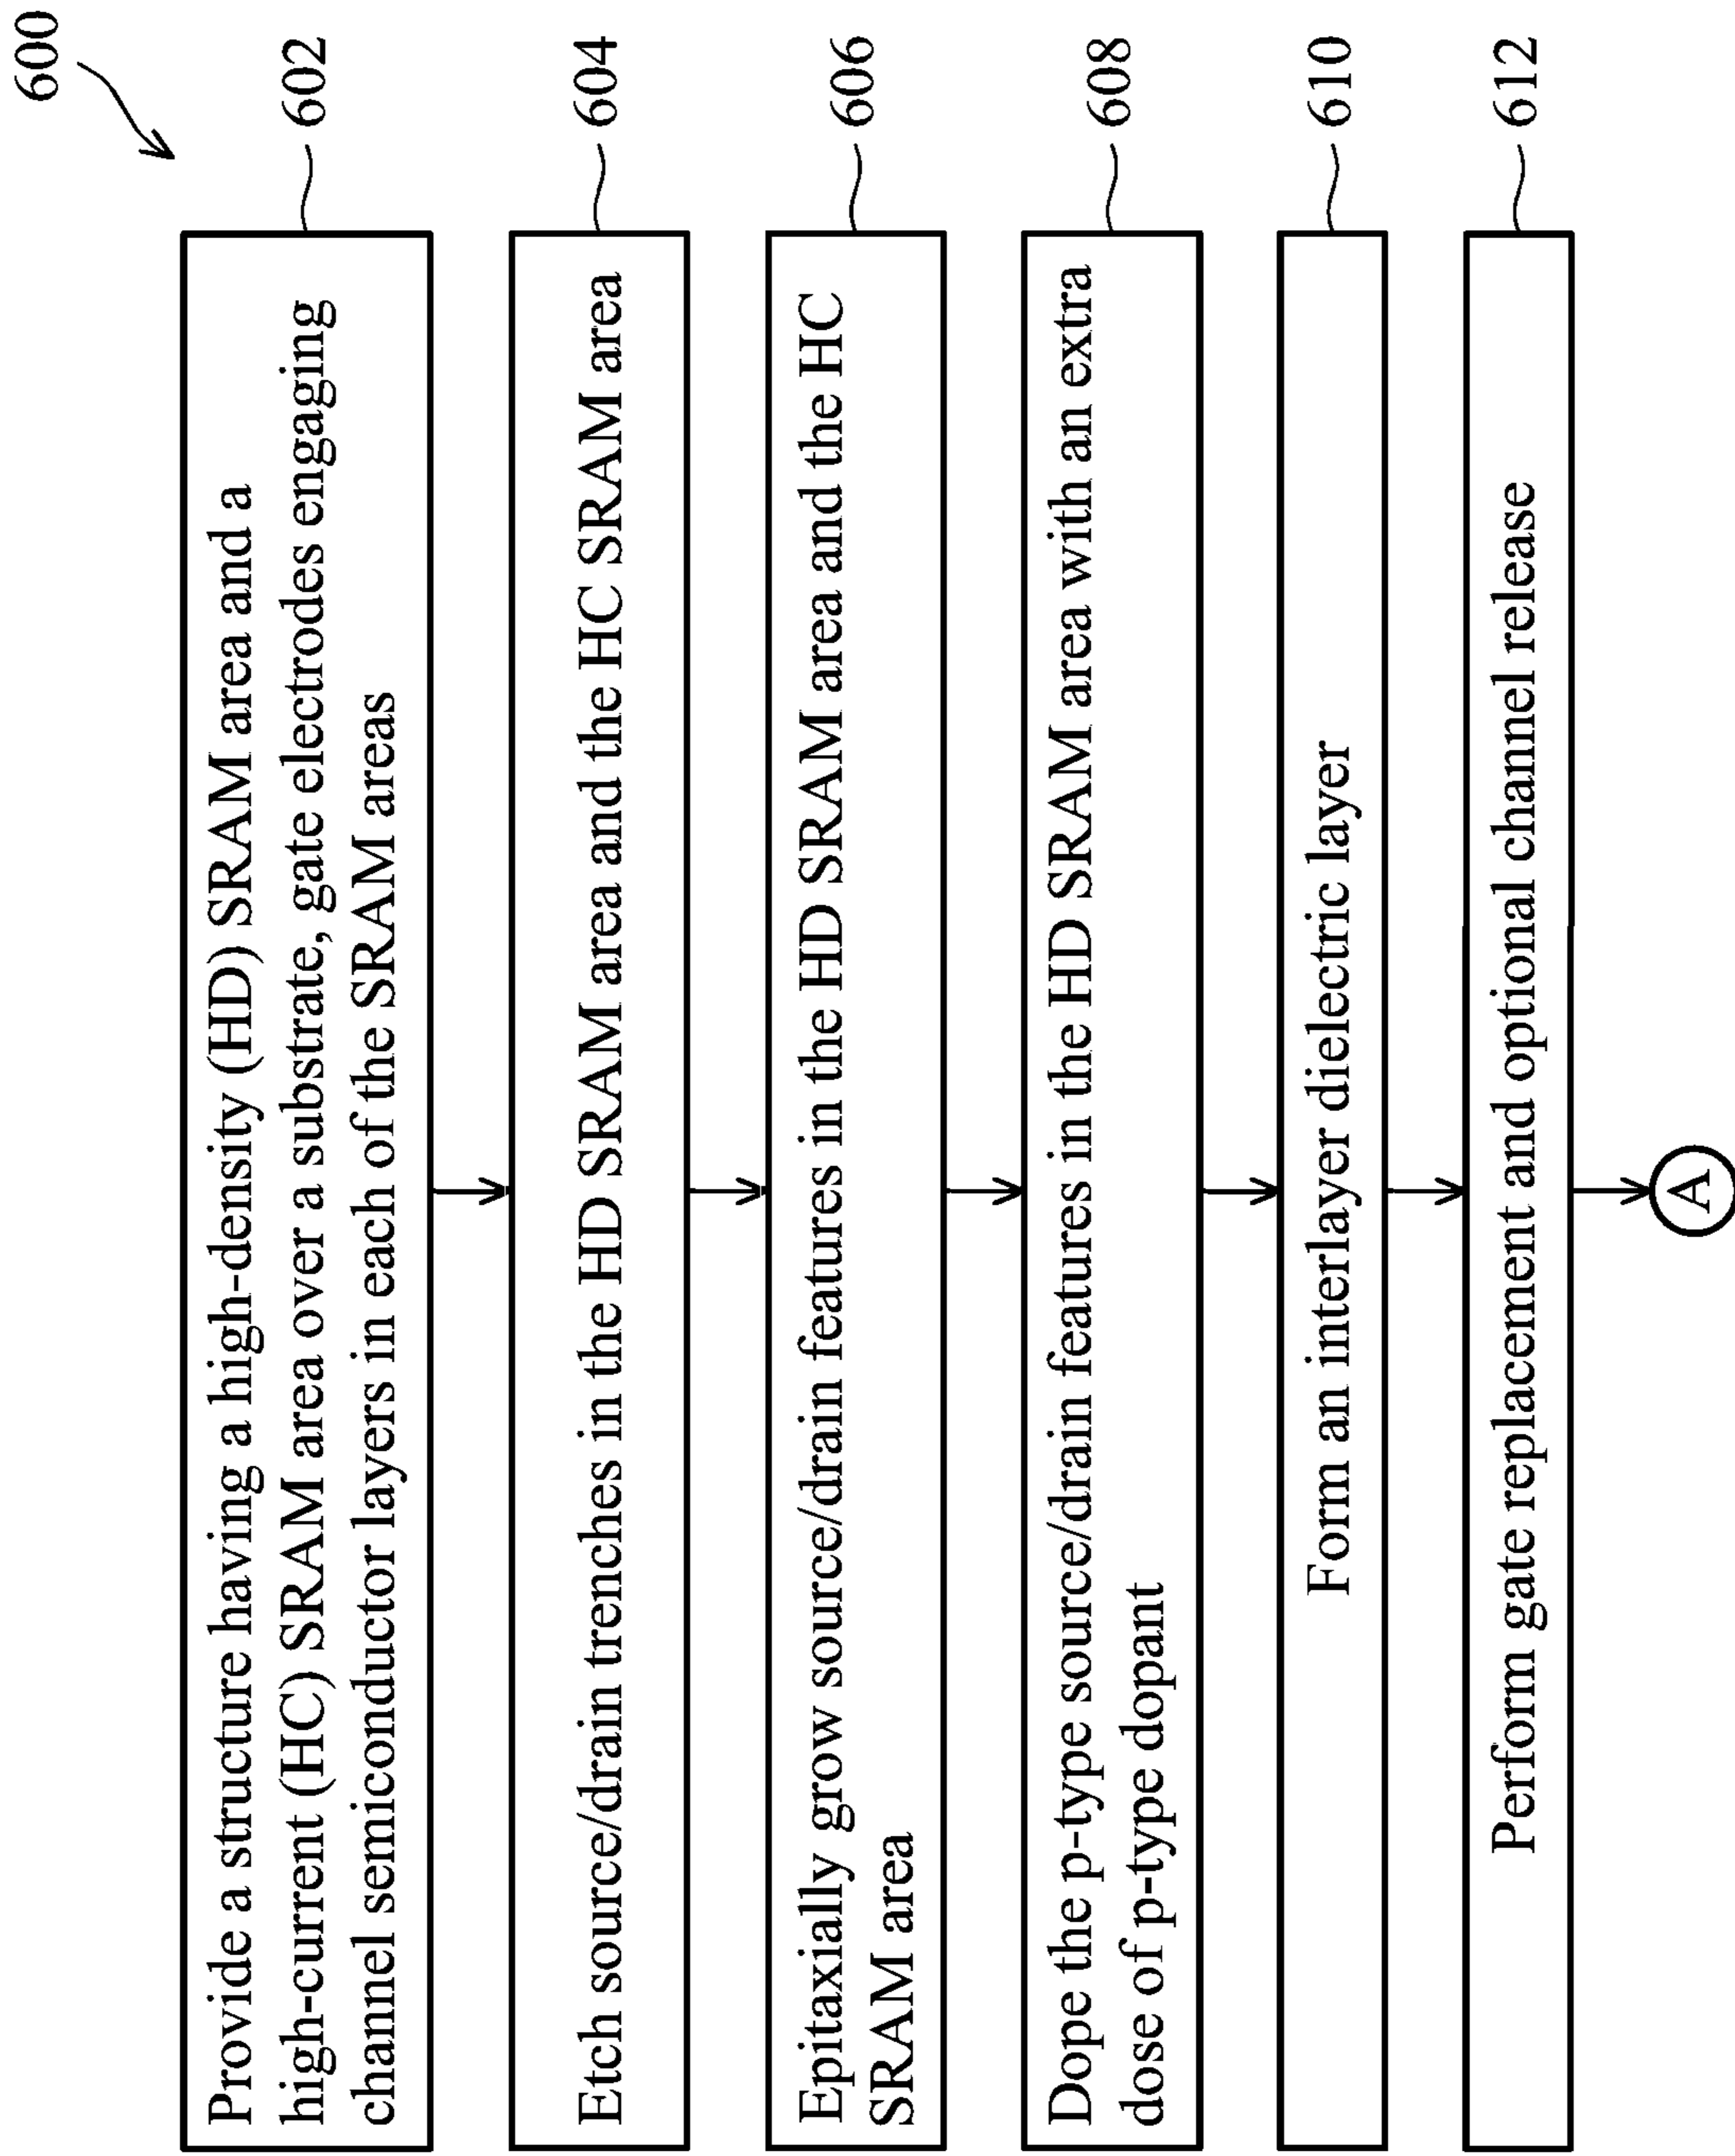 600
Provide a structure having a high-density (HD) SRAM area and a
high-current (HC) SRAM area over a substrate, gate electrodes engaging
channel semiconductor layers in each of the SRAM areas
602
Etch source/drain trenches in the HD SRAM area and the HC SRAM area
604
Epitaxially grow source/drain features in the HD SRAM area and the HC
SRAM area
606
Dope the p-type source/drain features in the HD SRAM area with an extra
dose of p-type dopant
608
Form an interlayer dielectric layer
610
Perform gate replacement and optional channel release
612
A